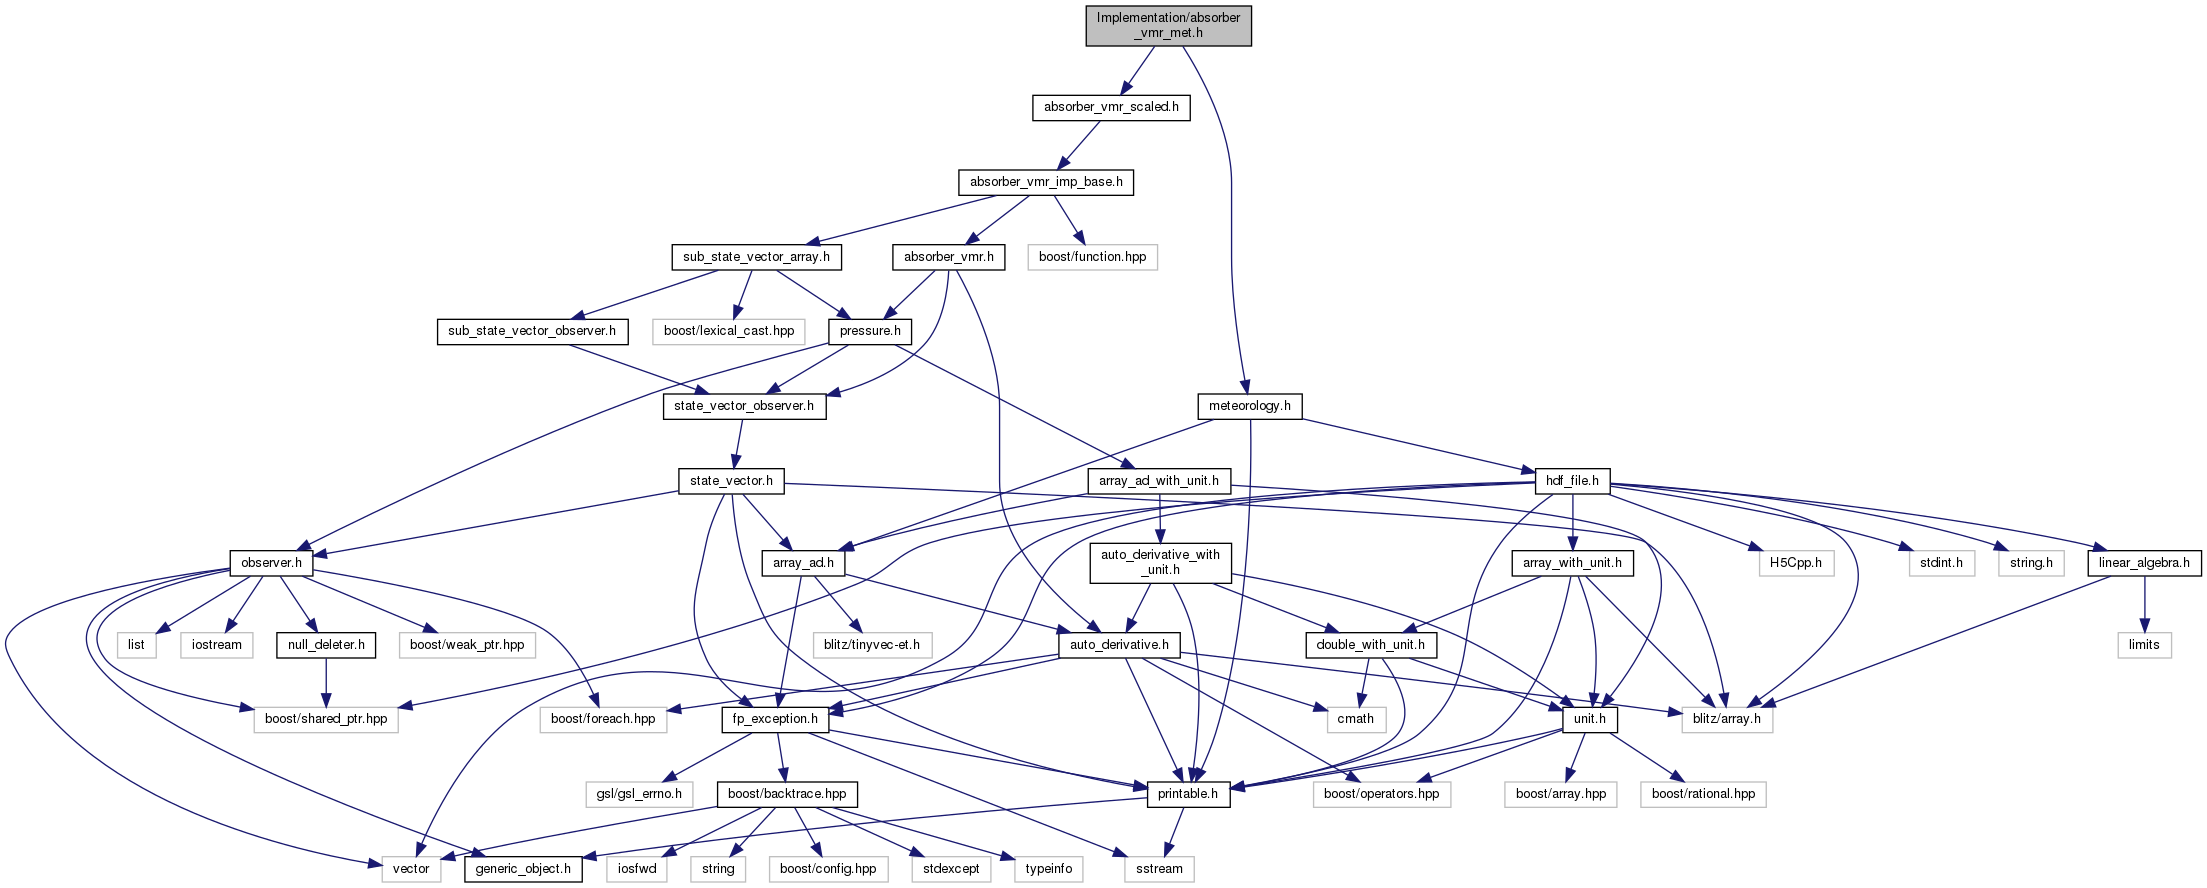 Implementation/absorber
_vmr_met.h
absorber_vmr_scaled.h
absorber_vmr_imp_base.h
sub_state_vector_array.h
absorber_vmr.h
boost/function.hpp
sub_state_vector_observer.h
boost/lexical_cast.hpp
pressure.h
state_vector_observer.h
meteorology.h
state_vector.h
array_ad_with_unit.h
hdf_file.h
observer.h
array_ad.h
auto_derivative_with
_unit.h
array_with_unit.h
H5Cpp.h
stdint.h
string.h
linear_algebra.h
list
iostream
null_deleter.h
boost/weak_ptr.hpp
blitz/tinyvec-et.h
auto_derivative.h
double_with_unit.h
limits
boost/shared_ptr.hpp
boost/foreach.hpp
fp_exception.h
cmath
unit.h
blitz/array.h
gsl/gsl_errno.h
boost/backtrace.hpp
printable.h
boost/operators.hpp
boost/array.hpp
boost/rational.hpp
vector
generic_object.h
iosfwd
string
boost/config.hpp
stdexcept
typeinfo
sstream